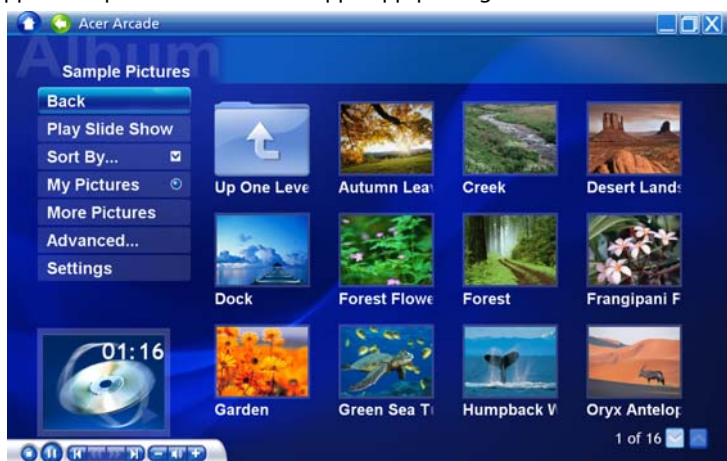 Acer Arcade
Album
Sample Pictures
Back
Play Slide Show
Sort By...
My Pictures
More Pictures
Advanced...
Settings
Up One Leve
Autumn Lea
Creek
Desert Lands
Dock
Forest Flowe
Forest
Frangipani F
Garden
Green Sea T
Humpback W
Oryx Antelop
01:16
1 of 16